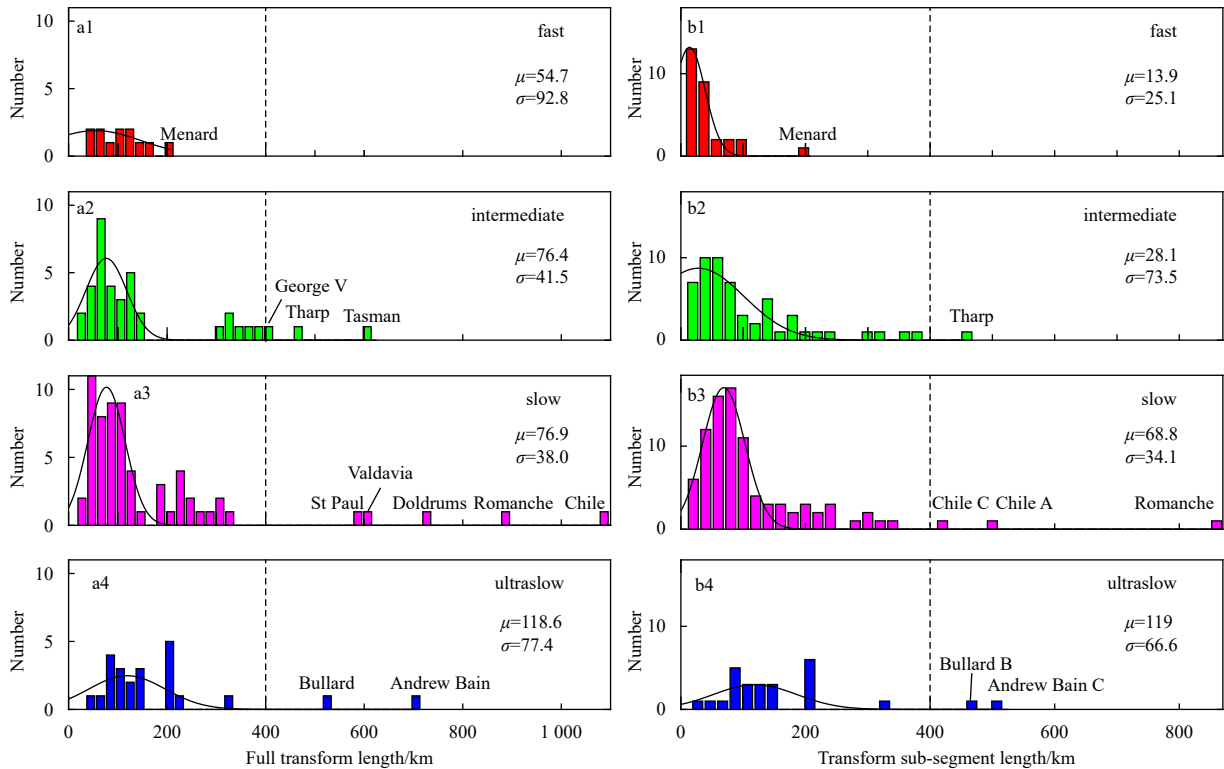 a1
fast
μ=54.7
σ=92.8
Menard
Number
0
5
10
b1
fast
μ=13.9
σ=25.1
Menard
Number
0
10
a2
intermediate
μ=76.4
σ=41.5
George V
Tharp
Tasman
Number
0
5
10
b2
intermediate
μ=28.1
σ=73.5
Tharp
Number
0
10
a3
slow
μ=76.9
σ=38.0
Valdavia
St Paul
Doldrums
Romanche
Chile
Number
0
5
10
b3
slow
μ=68.8
σ=34.1
Chile C
Chile A
Romanche
Number
0
10
a4
ultraslow
μ=118.6
σ=77.4
Bullard
Andrew Bain
Number
0
5
10
0 200 400 600 800 1 000
Full transform length/km
b4
ultraslow
μ=119
σ=66.6
Bullard B
Andrew Bain C
Number
0
10
0 200 400 600 800
Transform sub-segment length/km